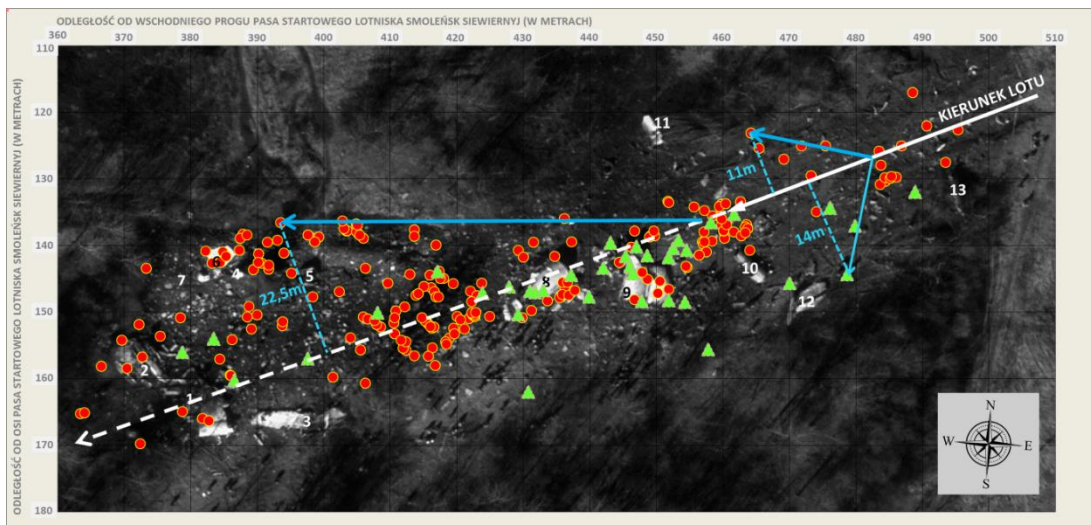 ODLEGŁOŚĆ OD WSCHODNIEGO PROGU PASA STARTOWEGO LOTNISKA SMOLEŃSK SIEWIERNYJ (W METRACH)
360 370 380 390 400 410 420 430 440 450 460 470 480 490 500 510
ODLEGŁOŚĆ OD OSI PASA STARTOWEGO LOTNISKA SMOLEŃSK SIEWIERNYJ (W METRACH)
110
120
130
140
150
160
170
180
KIERUNEK LOTU
11
11m
13
14m
6
4
7
5
8
9
10
12
22,5m
2
1
3
N
W E
S